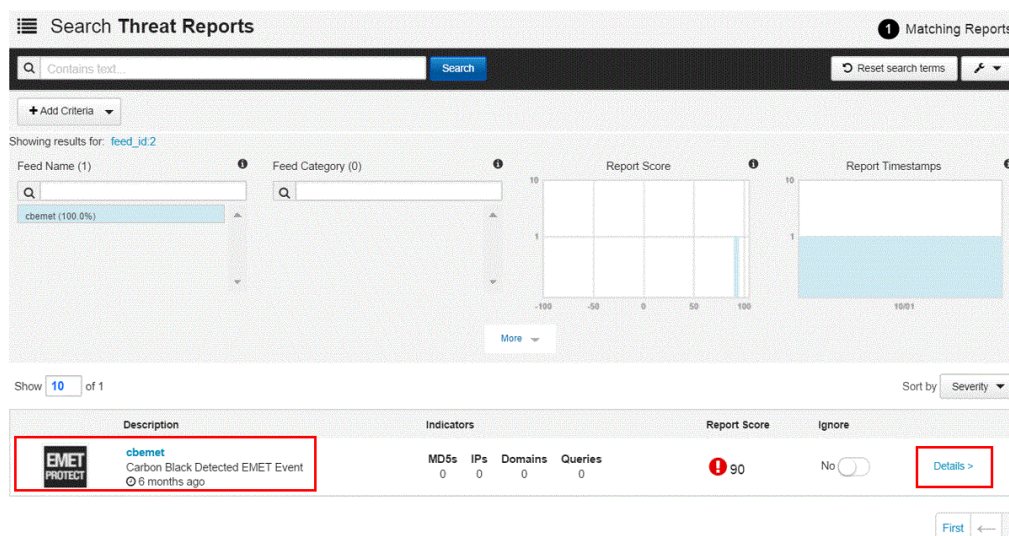 Search Threat Reports
1 Matching Reports
Contains text...
Search
Reset search terms
+ Add Criteria
Showing results for: feed_id:2
Feed Name (1)
Feed Category (0)
Report Score
Report Timestamps
cbemet (100.0%)
10
1
-100 -50 0 50 100
10
1
10/01
More
Show 10 of 1
Sort by Severity
Description Indicators Report Score Ignore
EMET
PROTECT
cbemet
Carbon Black Detected EMET Event
6 months ago
MD5s IPs Domains Queries
0 0 0 0
90
No
Details >
First ←